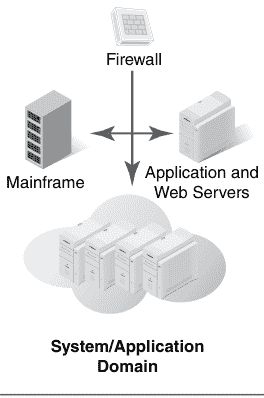 Firewall
Mainframe
Application and
Web Servers
System/Application
Domain